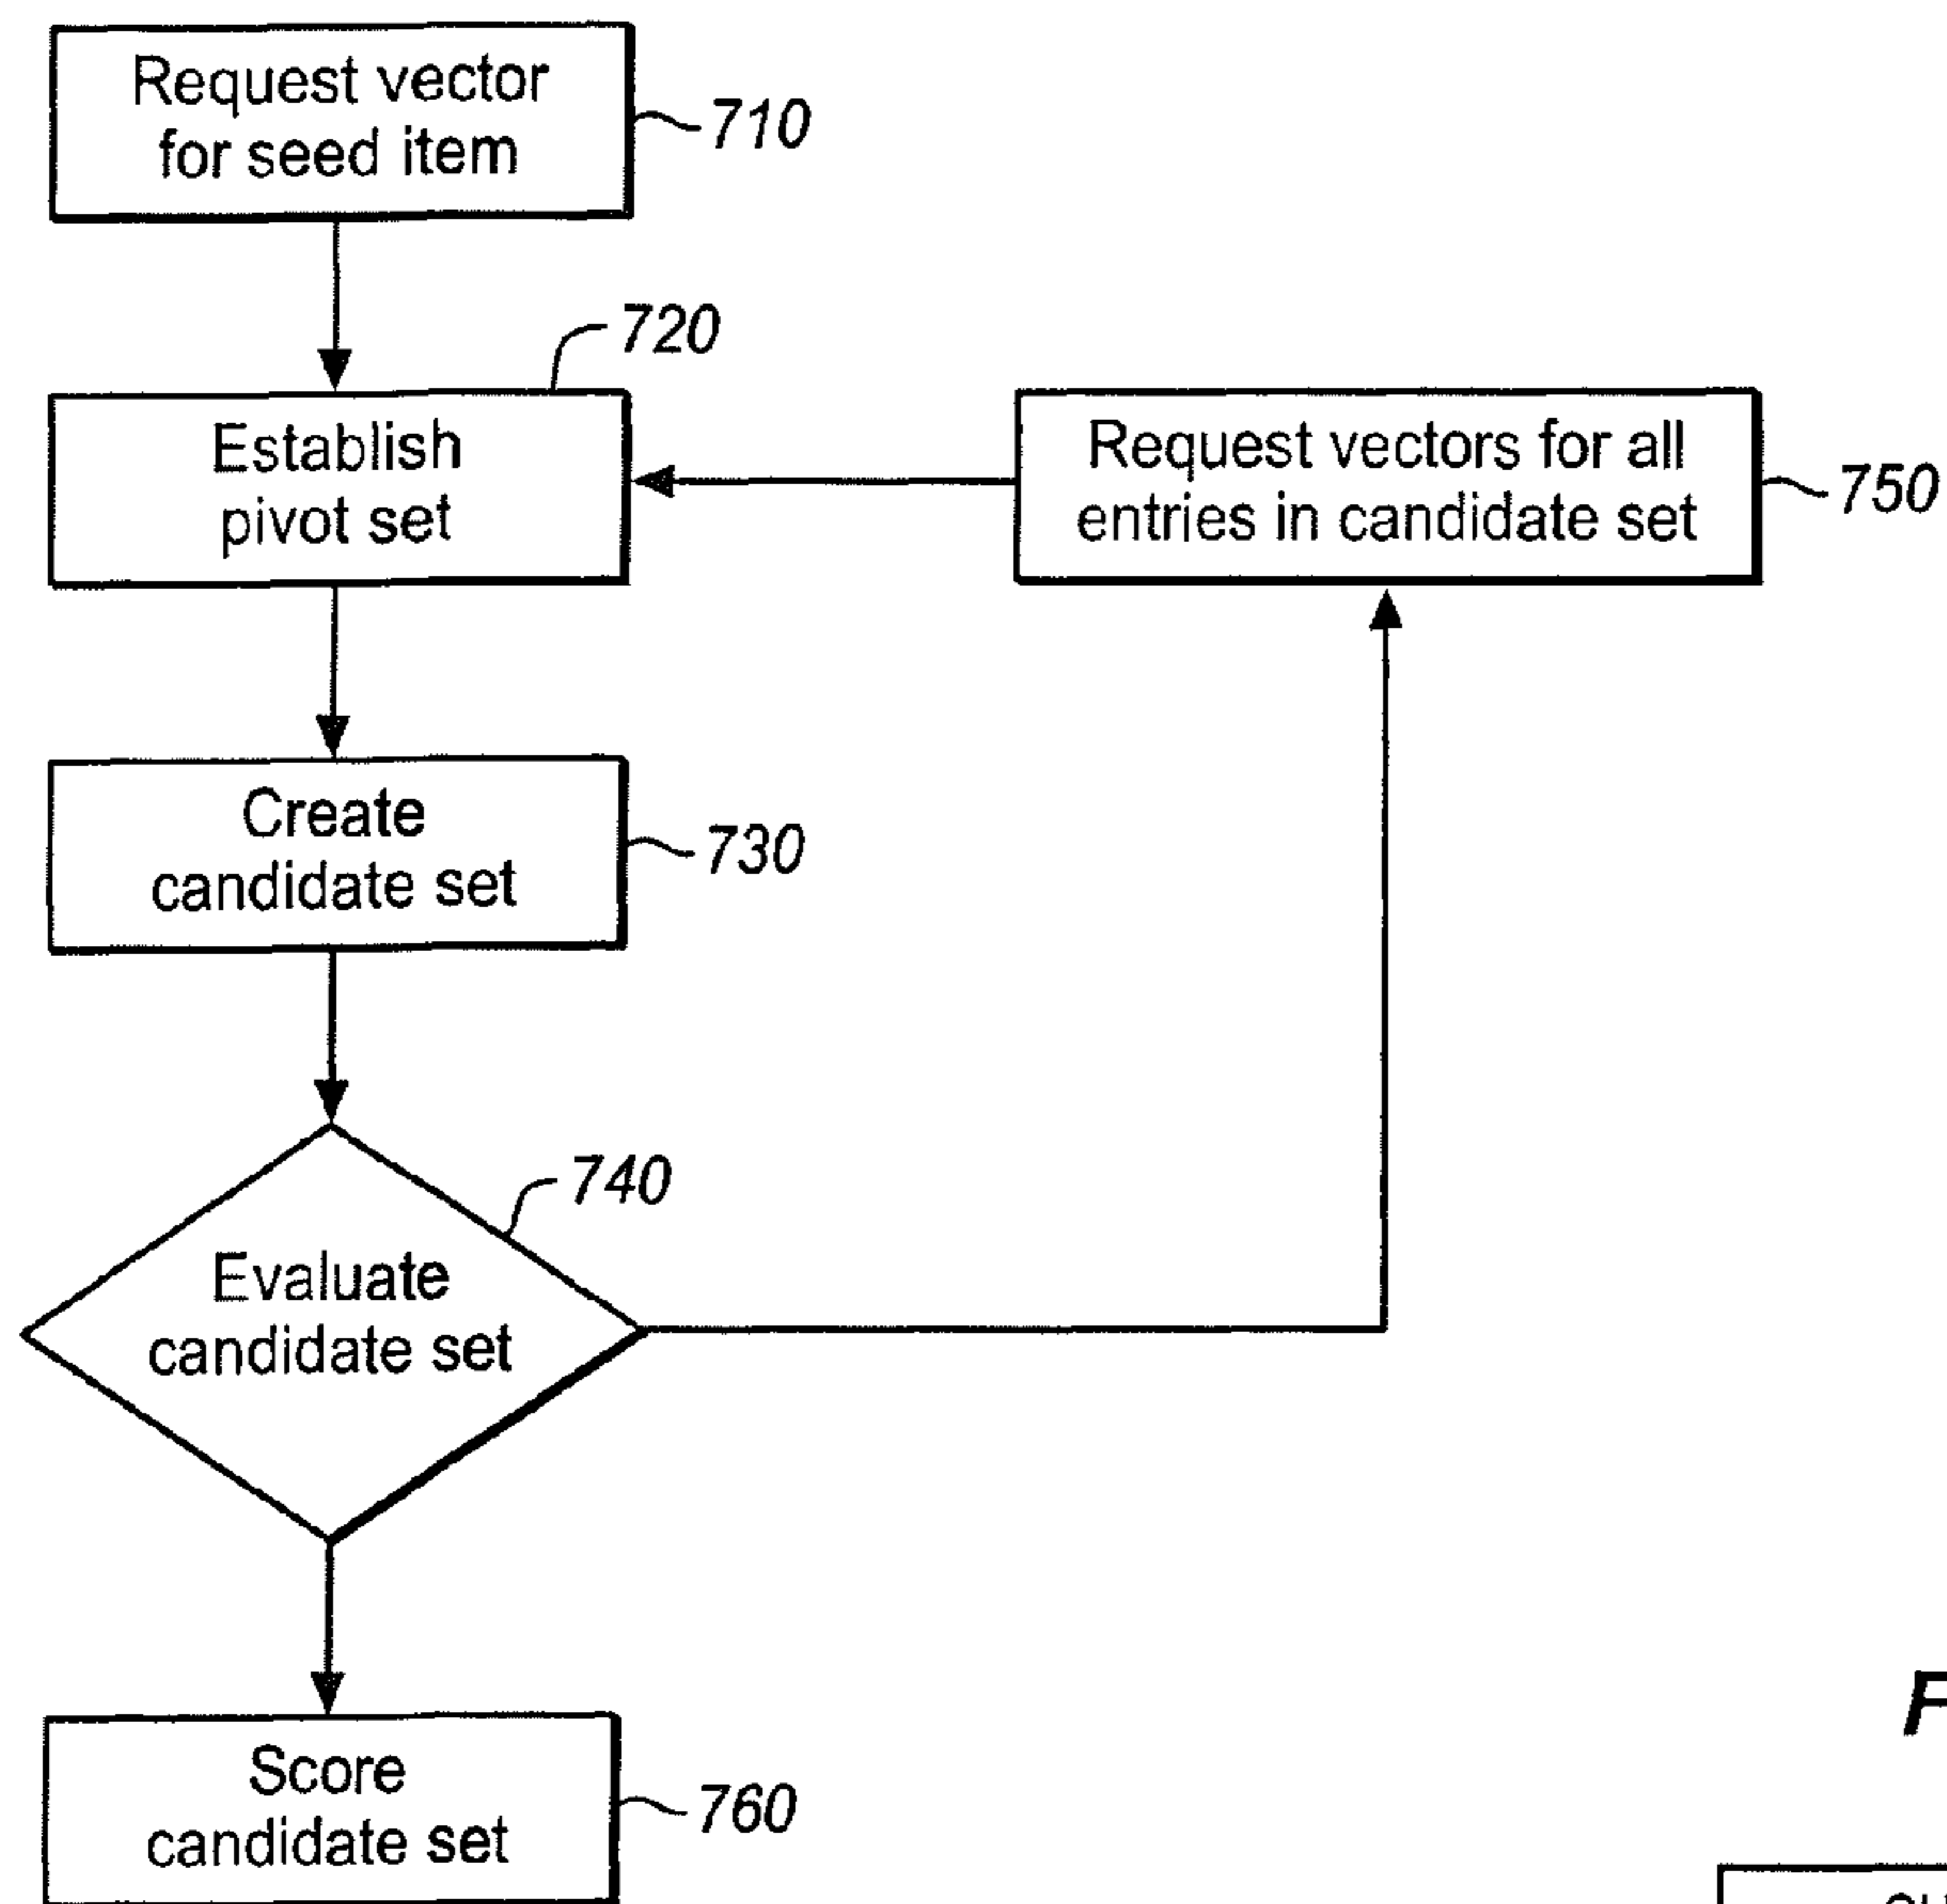 Request vector
for seed item
710
720
Establish
pivot set
Request vectors for all
entries in candidate set
750
Create
candidate set
730
740
Evaluate
candidate set
Score
candidate set
760
F